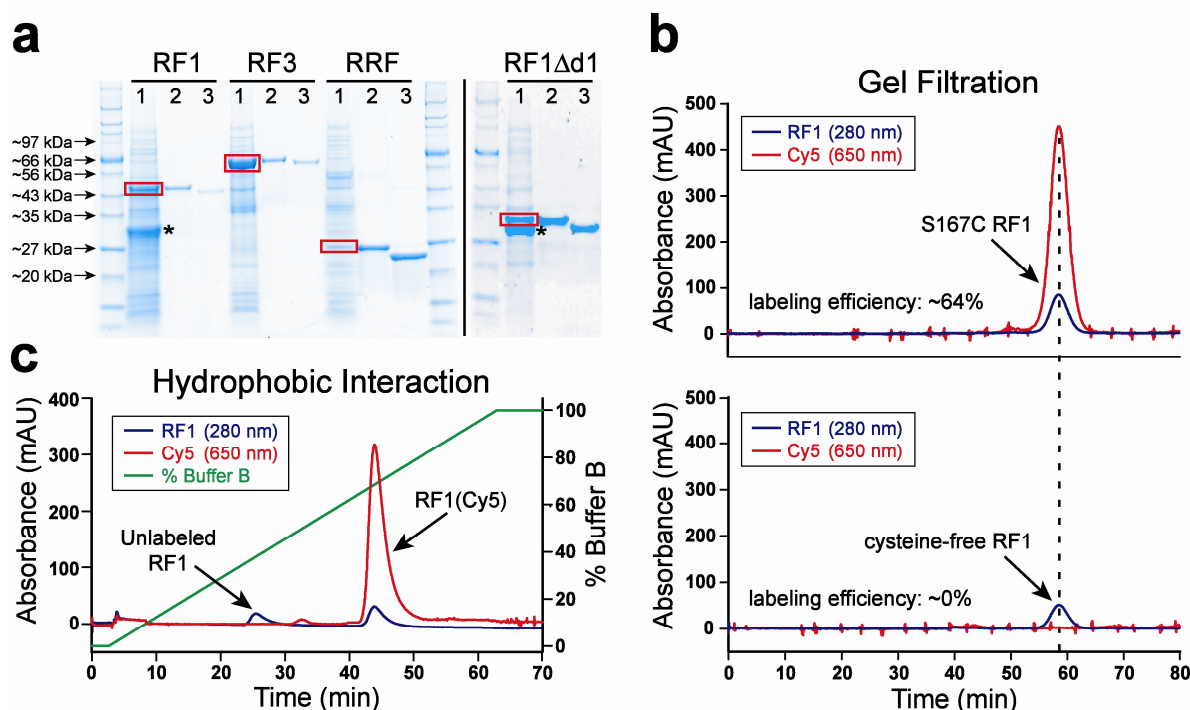 a
RF1 RF3 RRF RF1Δd1
1 2 3 1 2 3 1 2 3 1 2 3
~97 kDa
~66 kDa
~56 kDa
~43 kDa
~35 kDa
*
*
~27 kDa
~20 kDa
b
Gel Filtration
Absorbance (mAU)
500
400
300
200
100
0
RF1 (280 nm)
Cy5 (650 nm)
S167C RF1
labeling efficiency: ~64%
Absorbance (mAU)
500
400
300
200
100
0
RF1 (280 nm)
Cy5 (650 nm)
cysteine-free RF1
labeling efficiency: ~0%
0 10 20 30 40 50 60 70 80
Time (min)
c
Hydrophobic Interaction
Absorbance (mAU)
400
300
200
100
0
RF1 (280 nm)
Cy5 (650 nm)
% Buffer B
Unlabeled
RF1
RF1(Cy5)
100
80
60
40
20
0
% Buffer B
0 10 20 30 40 50 60 70
Time (min)